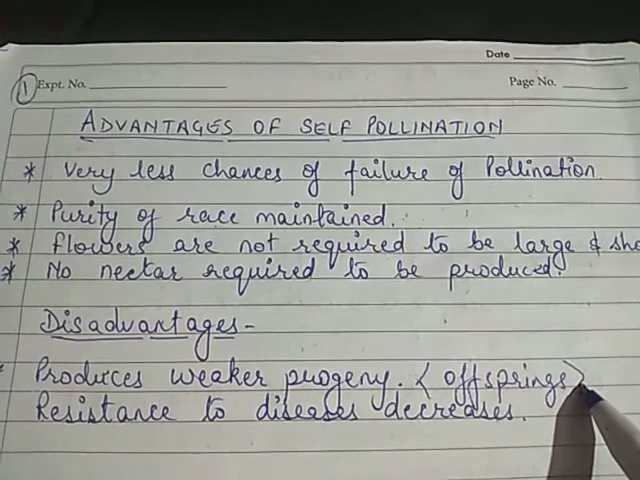 Date
1 Expt. No. Page No.
ADVANTAGES OF SELF POLLINATION
* Very less chances of failure of Pollination.
* Purity of race maintained.
* flowers are not required to be large & sho
* No nectar required to be produced.
Disadvantages -
Produces weaker progeny. < offsprings>
Resistance to diseases decreases.